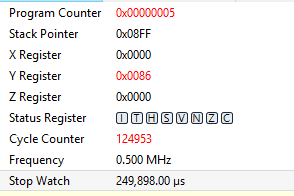 Program Counter 0x00000005
Stack Pointer 0x08FF
X Register 0x0000
Y Register 0x0086
Z Register 0x0000
Status Register I T H S V N Z C
Cycle Counter 124953
Frequency 0.500 MHz
Stop Watch 249,898.00 µs